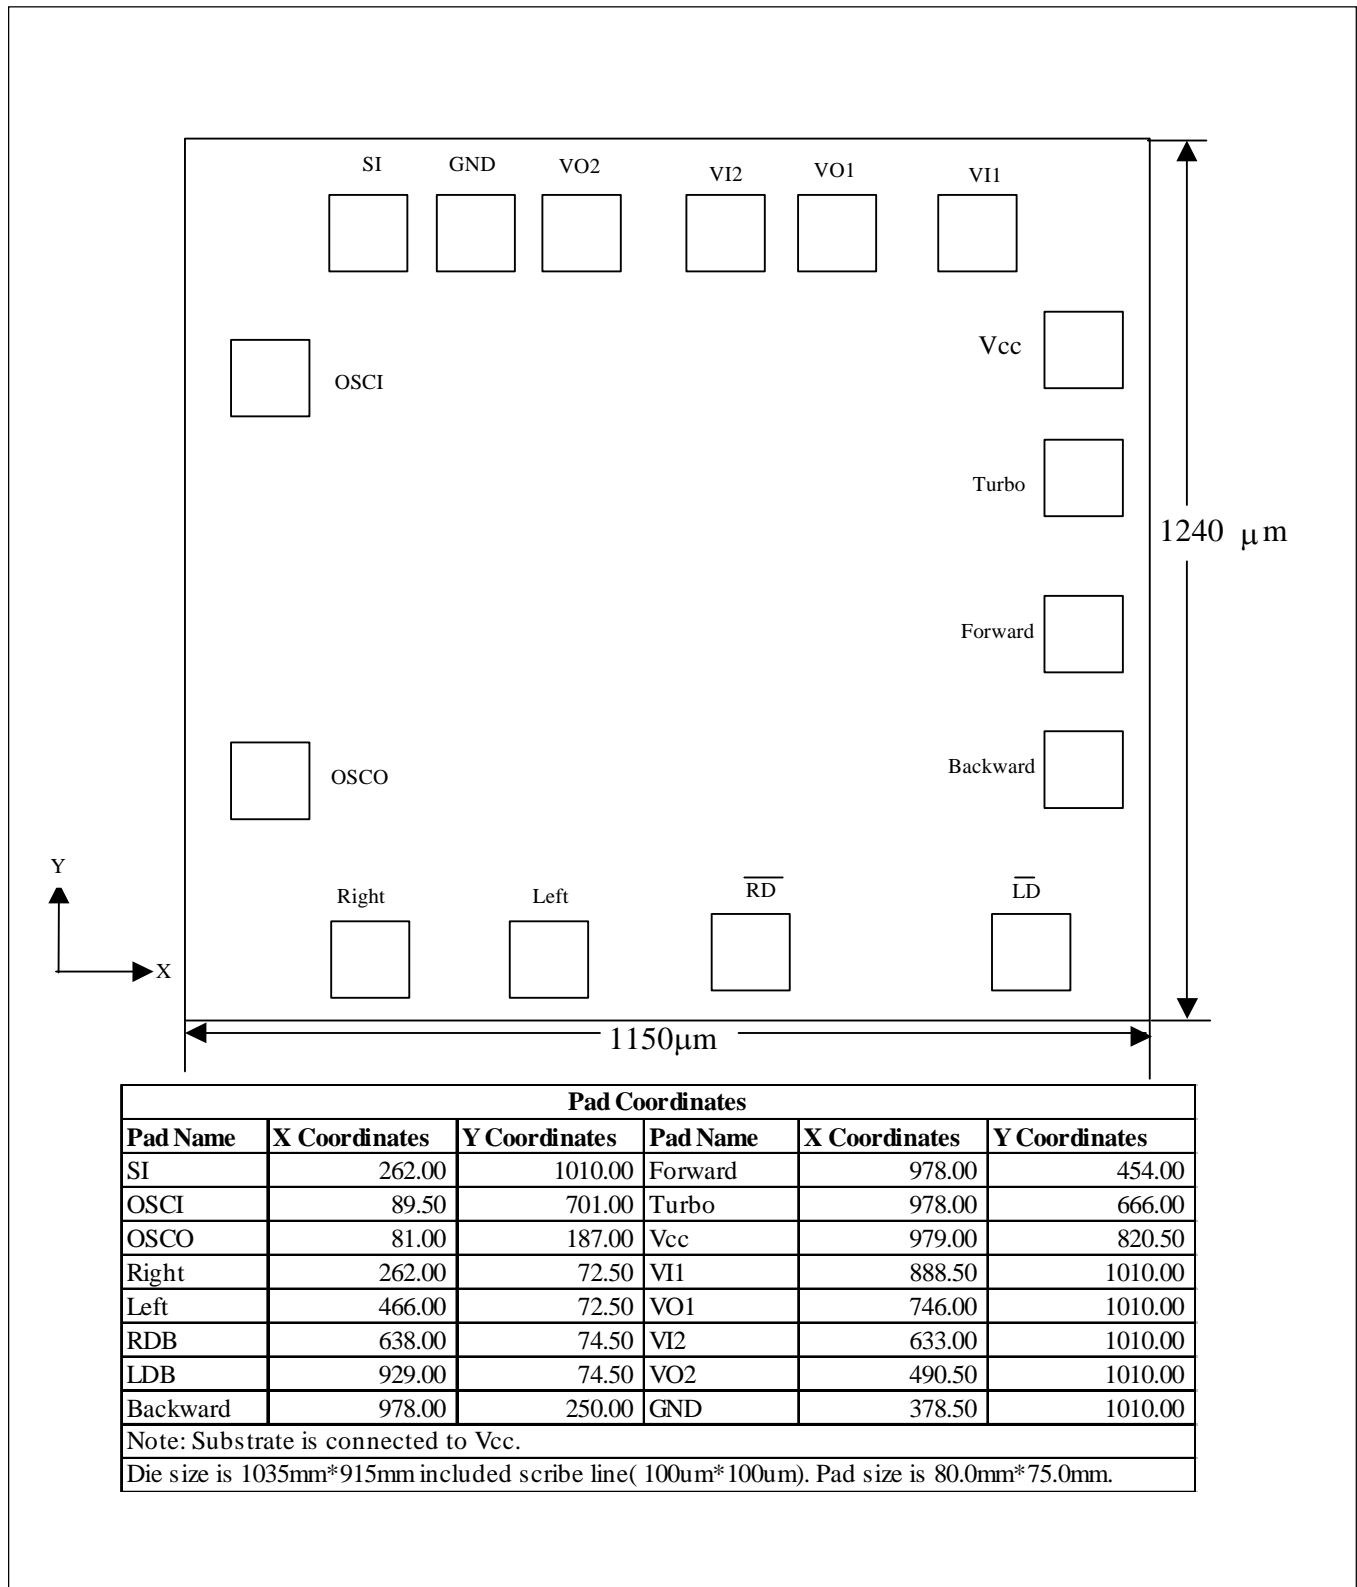 SI GND VO2 VI2 VO1 VI1
Vcc
OSCI
Turbo
1240 μm
Forward
Backward
OSCO
Y
Right Left RD LD
X
1150μm
Pad Coordinates
Pad Name X Coordinates Y Coordinates Pad Name X Coordinates Y Coordinates
SI 262.00 1010.00 Forward 978.00 454.00
OSCI 89.50 701.00 Turbo 978.00 666.00
OSCO 81.00 187.00 Vcc 979.00 820.50
Right 262.00 72.50 VI1 888.50 1010.00
Left 466.00 72.50 VO1 746.00 1010.00
RDB 638.00 74.50 VI2 633.00 1010.00
LDB 929.00 74.50 VO2 490.50 1010.00
Backward 978.00 250.00 GND 378.50 1010.00
Note: Substrate is connected to Vcc.
Die size is 1035mm*915mm included scribe line( 100um*100um). Pad size is 80.0mm*75.0mm.